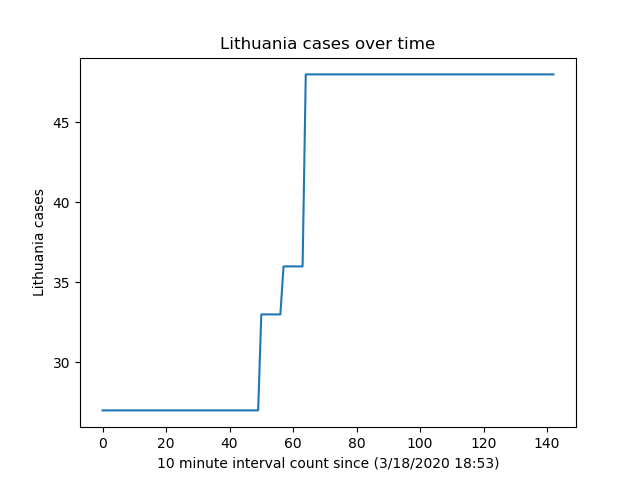 Lithuania cases over time
Lithuania cases
45
40
35
30
0 20 40 60 80 100 120 140
10 minute interval count since (3/18/2020 18:53)